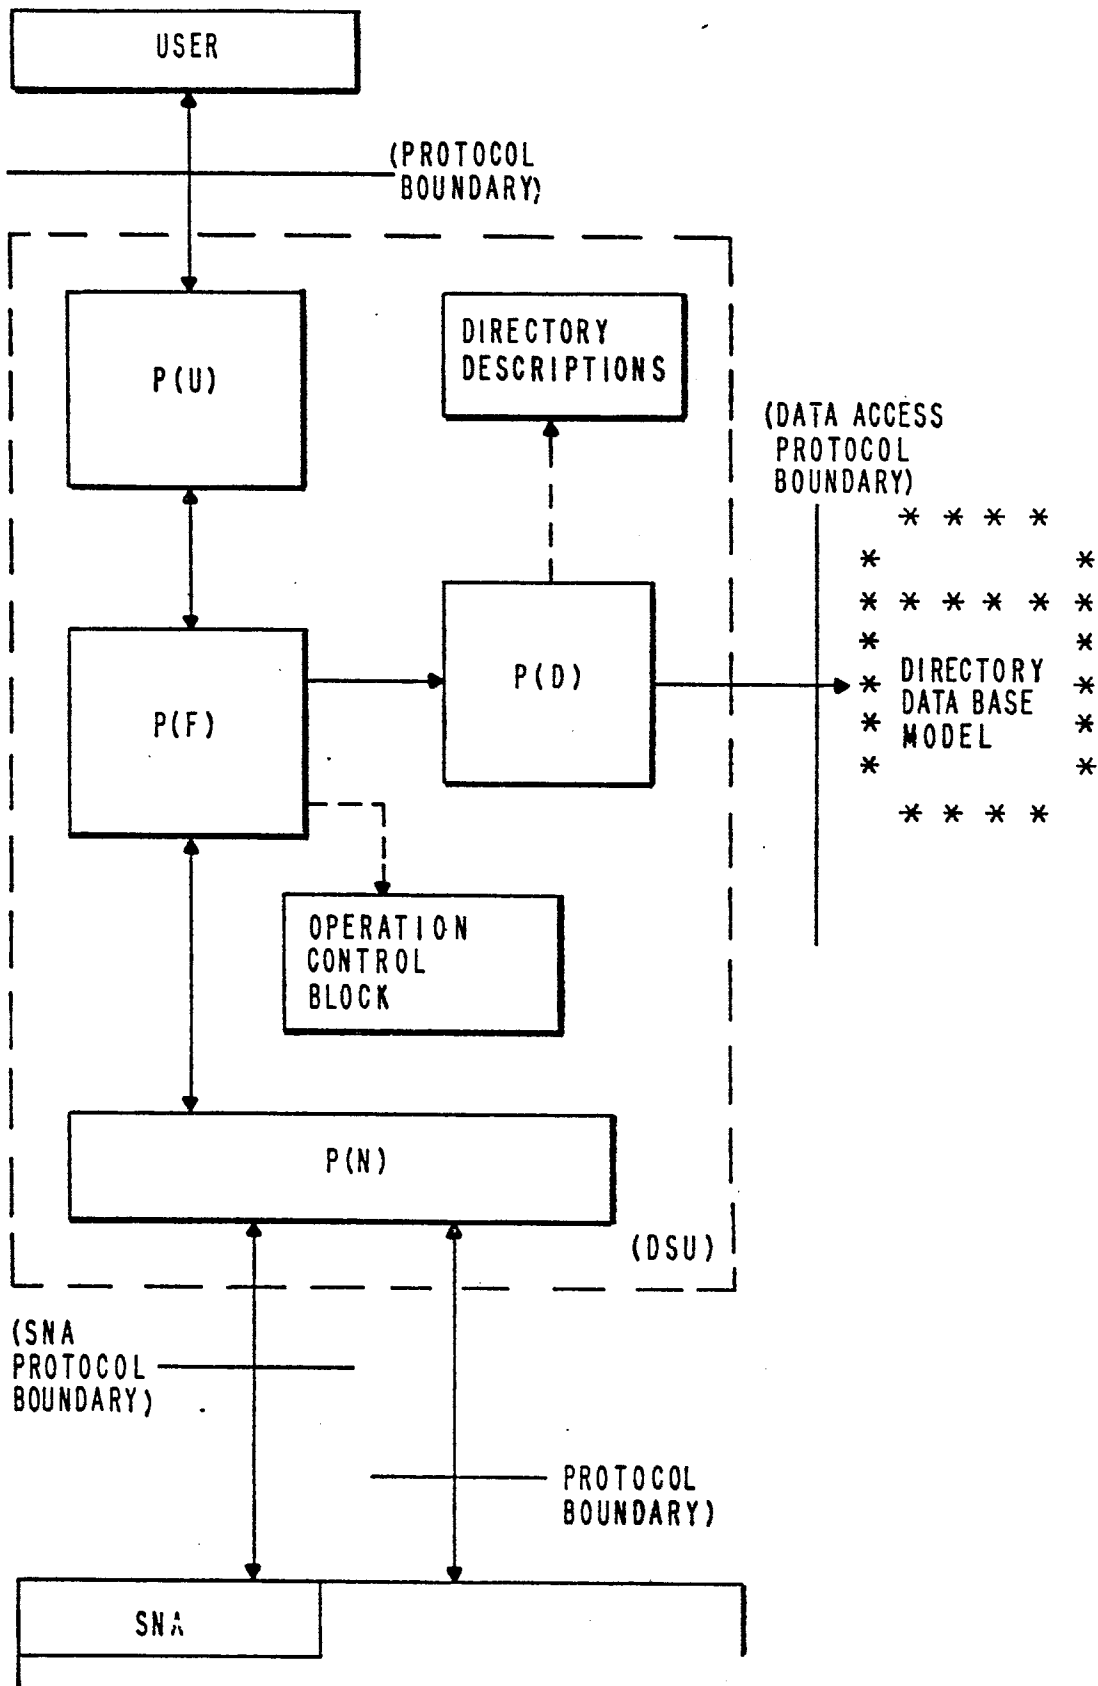 USER
(PROTOCOL
BOUNDARY)
P(U)
DIRECTORY
DESCRIPTIONS
(DATA ACCESS
PROTOCOL
BOUNDARY)
* * * *
* *
* * * * * *
* *
P(F)
P(D)
* DIRECTORY *
* DATA BASE *
MODEL
* *
* * * *
OPERATION
CONTROL
BLOCK
P(N)
(DSU)
(SNA
PROTOCOL
BOUNDARY)
PROTOCOL
BOUNDARY)
SNA